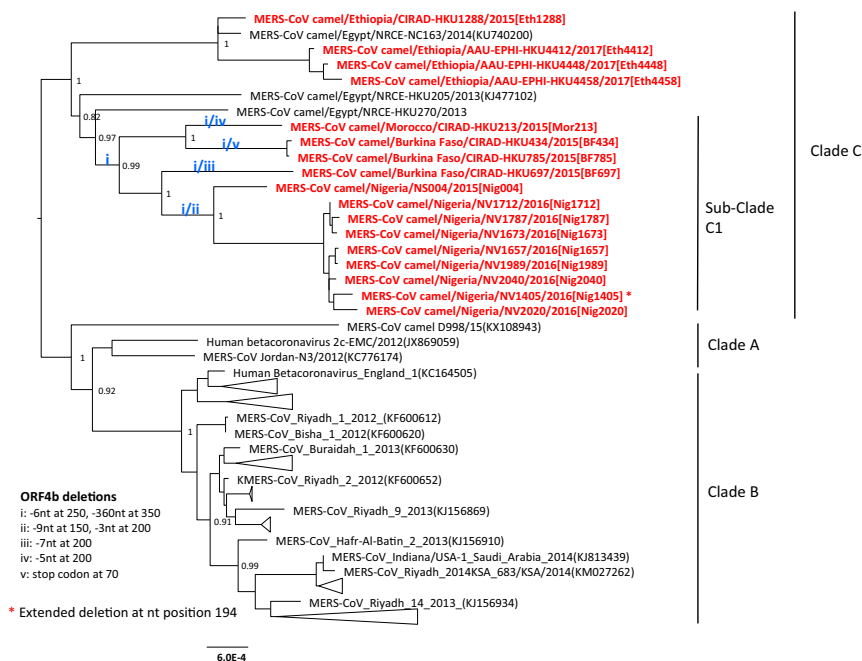 MERS-CoV camel/Ethiopia/CIRAD-HKU1288/2015[Eth1288]
MERS-CoV camel/Egypt/NRCE-NC163/2014(KU740200)
1
MERS-CoV camel/Ethiopia/AAU-EPHI-HKU4412/2017[Eth4412]
MERS-CoV camel/Ethiopia/AAU-EPHI-HKU4448/2017[Eth4448]
1
MERS-CoV camel/Ethiopia/AAU-EPHI-HKU4458/2017[Eth4458]
MERS-CoV camel/Egypt/NRCE-HKU205/2013(KJ477102)
0.82
MERS-CoV camel/Egypt/NRCE-HKU270/2013
i/iv
MERS-CoV camel/Morocco/CIRAD-HKU213/2015[Mor213]
0.97
1
i/v
MERS-CoV camel/Burkina Faso/CIRAD-HKU434/2015[BF434]
MERS-CoV camel/Burkina Faso/CIRAD-HKU785/2015[BF785]
Clade C
i
0.99
i/iii
MERS-CoV camel/Burkina Faso/CIRAD-HKU697/2015[BF697]
MERS-CoV camel/Nigeria/NS004/2015[Nig004]
1
i/ii
1
MERS-CoV camel/Nigeria/NV1712/2016[Nig1712]
MERS-CoV camel/Nigeria/NV1787/2016[Nig1787]
MERS-CoV camel/Nigeria/NV1673/2016[Nig1673]
Sub-Clade
C1
MERS-CoV camel/Nigeria/NV1657/2016[Nig1657]
MERS-CoV camel/Nigeria/NV1989/2016[Nig1989]
MERS-CoV camel/Nigeria/NV2040/2016[Nig2040]
MERS-CoV camel/Nigeria/NV1405/2016[Nig1405] *
MERS-CoV camel/Nigeria/NV2020/2016[Nig2020]
MERS-CoV camel D998/15(KX108943)
Human betacoronavirus 2c-EMC/2012(JX869059)
1
MERS-CoV Jordan-N3/2012(KC776174)
Clade A
Human Betacoronavirus_England_1(KC164505)
0.92
MERS-CoV_Riyadh_1_2012_(KF600612)
1
MERS-CoV_Bisha_1_2012(KF600620)
MERS-CoV_Buraidah_1_2013(KF600630)
KMERS-CoV_Riyadh_2_2012(KF600652)
Clade B
MERS-CoV_Riyadh_9_2013(KJ156869)
0.91
MERS-CoV_Hafr-Al-Batin_2_2013(KJ156910)
MERS-CoV_Indiana/USA-1_Saudi_Arabia_2014(KJ813439)
0.99
MERS-CoV_Riyadh_2014KSA_683/KSA/2014(KM027262)
MERS-CoV_Riyadh_14_2013_(KJ156934)
ORF4b deletions
i: -6nt at 250, -360nt at 350
ii: -9nt at 150, -3nt at 200
iii: -7nt at 200
iv: -5nt at 200
v: stop codon at 70
* Extended deletion at nt position 194
6.0E-4